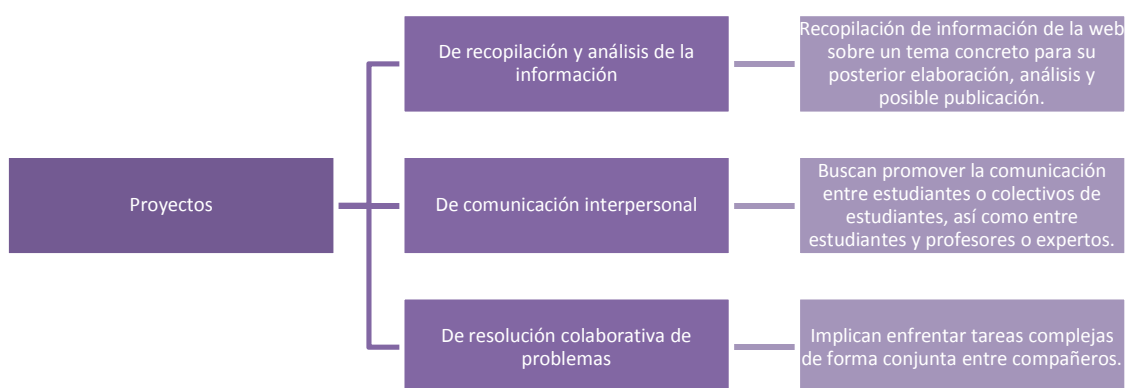 Proyectos
De recopilación y análisis de la
información
Recopilación de información de la web
sobre un tema concreto para su
posterior elaboración, análisis y
posible publicación.
De comunicación interpersonal
Buscan promover la comunicación
entre estudiantes o colectivos de
estudiantes, así como entre
estudiantes y profesores o expertos.
De resolución colaborativa de
problemas
Implican enfrentar tareas complejas
de forma conjunta entre compañeros.